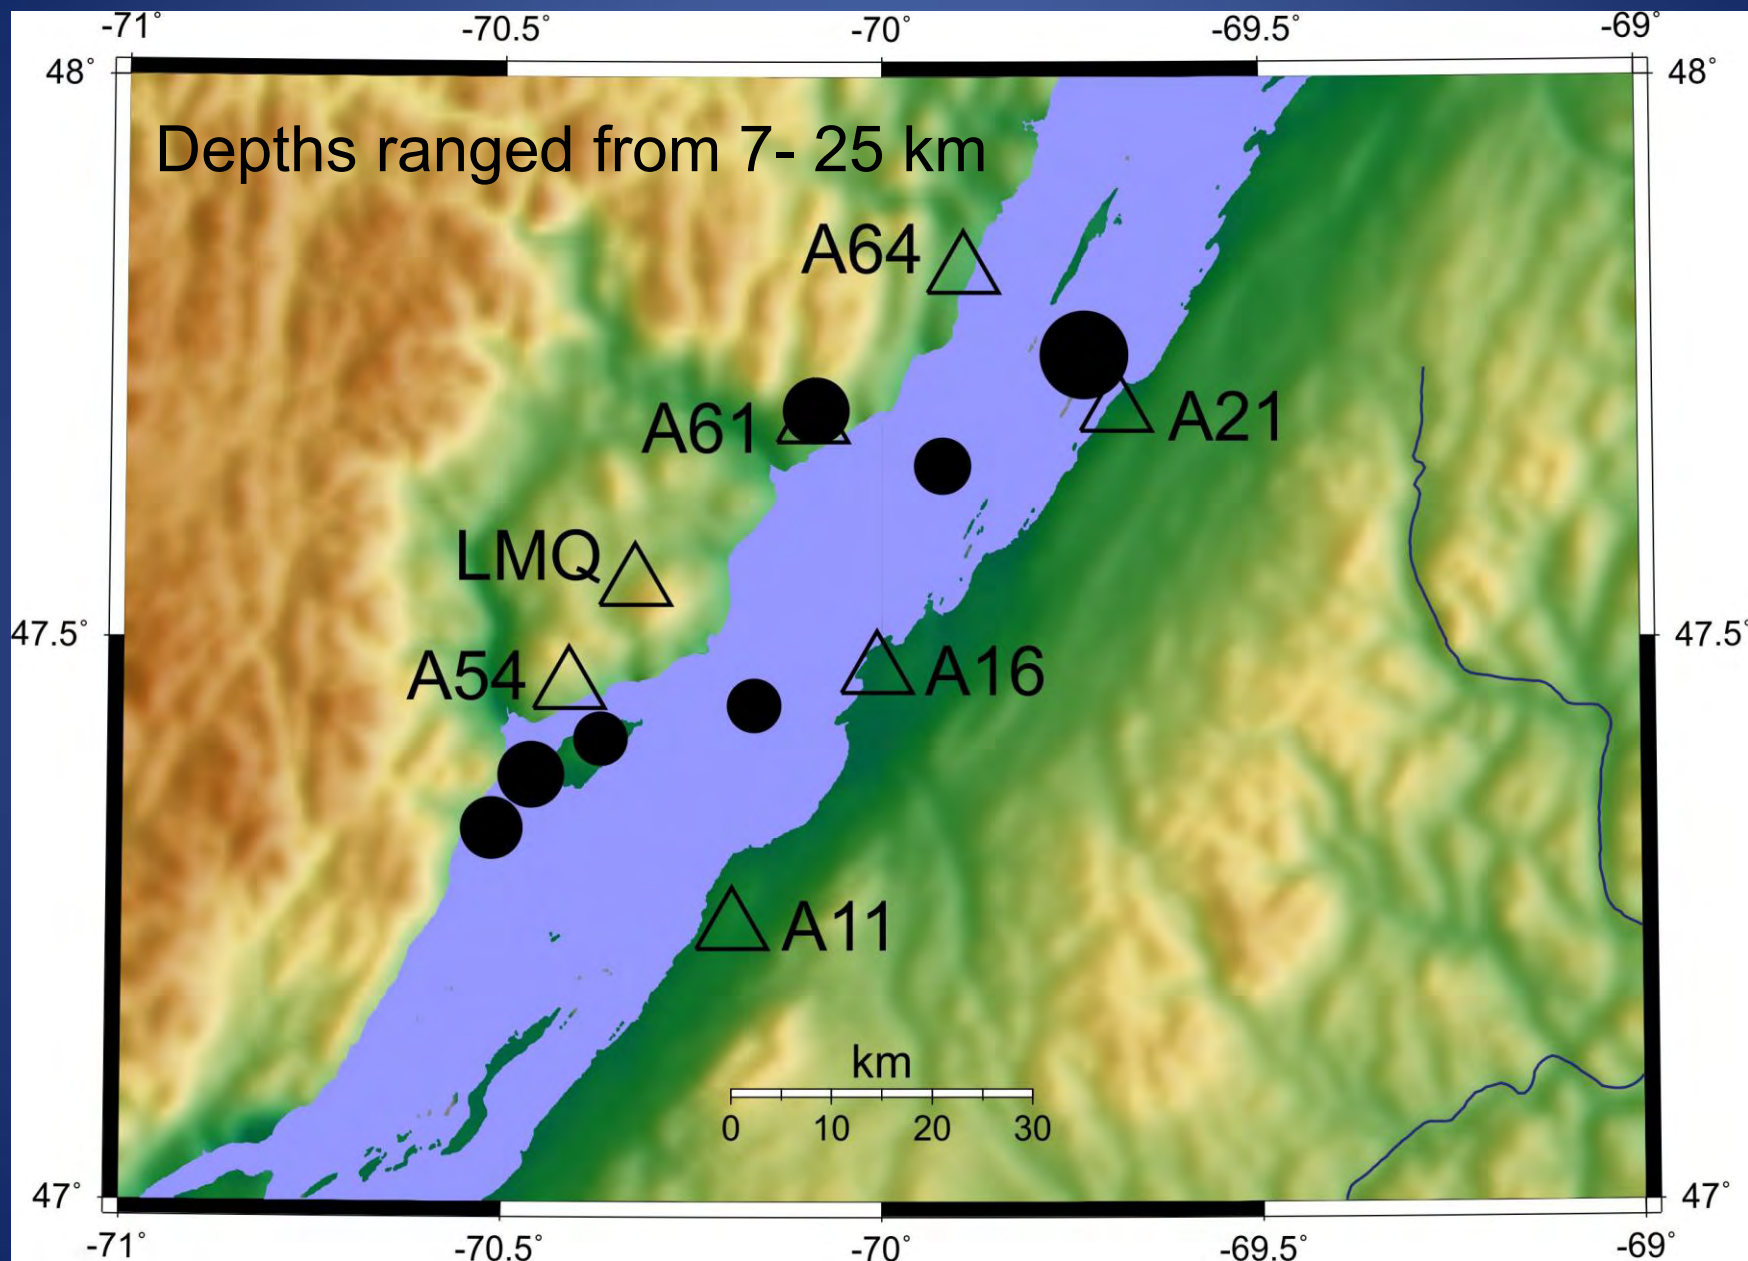 -71° -70.5° -70° -69.5° -69°
48° 48°
Depths ranged from 7- 25 km
A64
A61 A21
LMQ
47.5° 47.5°
A54 A16
A11
km
0 10 20 30
47° 47°
-71° -70.5° -70° -69.5° -69°